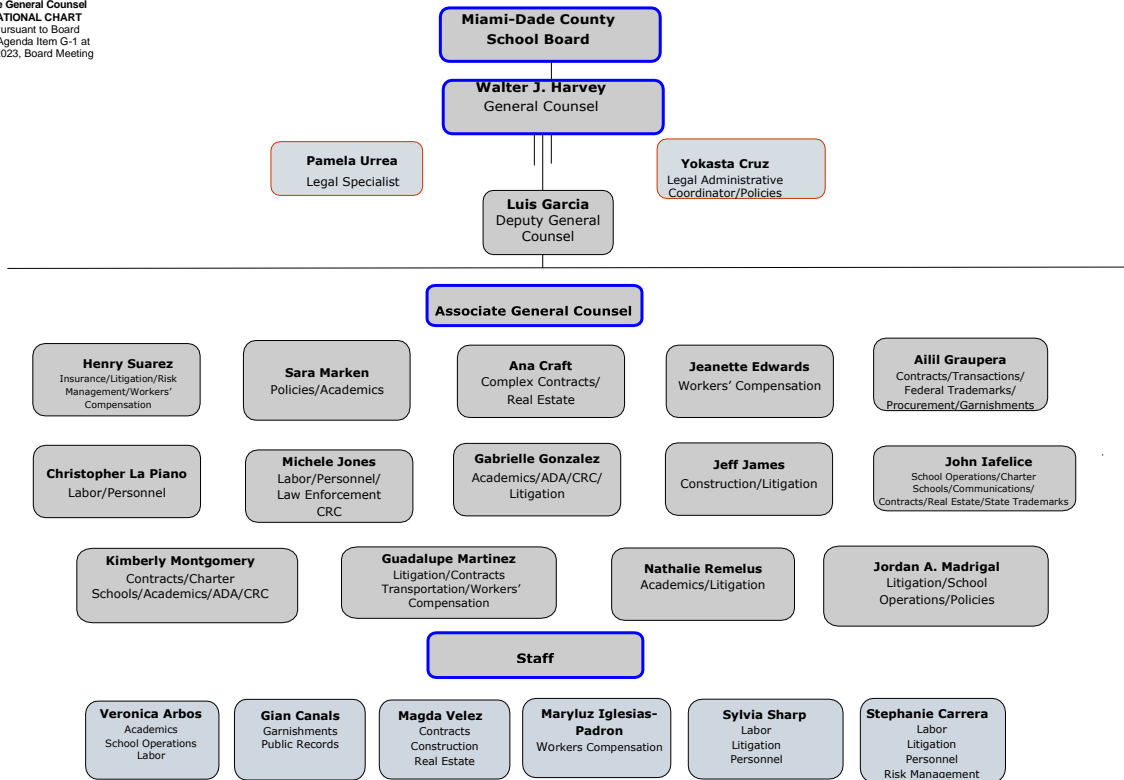 e General Counsel
ATIONAL CHART
ursuant to Board
Agenda Item G-1 at
2023, Board Meeting
Miami-Dade County
School Board
Walter J. Harvey
General Counsel
Pamela Urrea
Legal Specialist
Yokasta Cruz
Legal Administrative
Coordinator/Policies
Luis Garcia
Deputy General
Counsel
Associate General Counsel
Henry Suarez
Insurance/Litigation/Risk
Management/Workers'
Compensation
Sara Marken
Policies/Academics
Ana Craft
Complex Contracts/
Real Estate
Jeanette Edwards
Workers' Compensation
Ailil Graupera
Contracts/Transactions/
Federal Trademarks/
Procurement/Garnishments
Christopher La Piano
Labor/Personnel
Michele Jones
Labor/Personnel/
Law Enforcement
CRC
Gabrielle Gonzalez
Academics/ADA/CRC/
Litigation
Jeff James
Construction/Litigation
John Iafelice
School Operations/Charter
Schools/Communications/
Contracts/Real Estate/State Trademarks
Kimberly Montgomery
Contracts/Charter
Schools/Academics/ADA/CRC
Guadalupe Martinez
Litigation/Contracts
Transportation/Workers'
Compensation
Nathalie Remelus
Academics/Litigation
Jordan A. Madrigal
Litigation/School
Operations/Policies
Staff
Veronica Arbos
Academics
School Operations
Labor
Gian Canals
Garnishments
Public Records
Magda Velez
Contracts
Construction
Real Estate
Maryluz Iglesias-
Padron
Workers Compensation
Sylvia Sharp
Labor
Litigation
Personnel
Stephanie Carrera
Labor
Litigation
Personnel
Risk Management